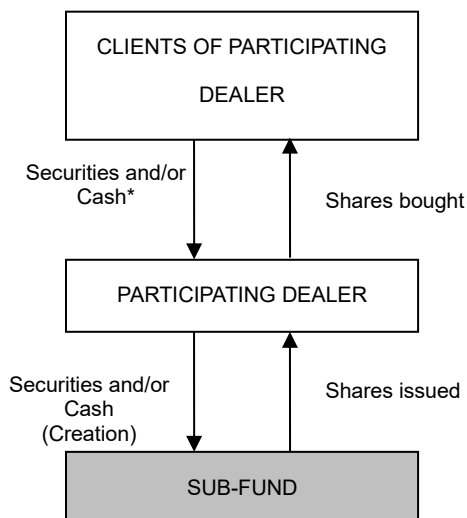 CLIENTS OF PARTICIPATING
DEALER
Securities and/or
Cash*
Shares bought
PARTICIPATING DEALER
Securities and/or
Cash
(Creation)
Shares issued
SUB-FUND